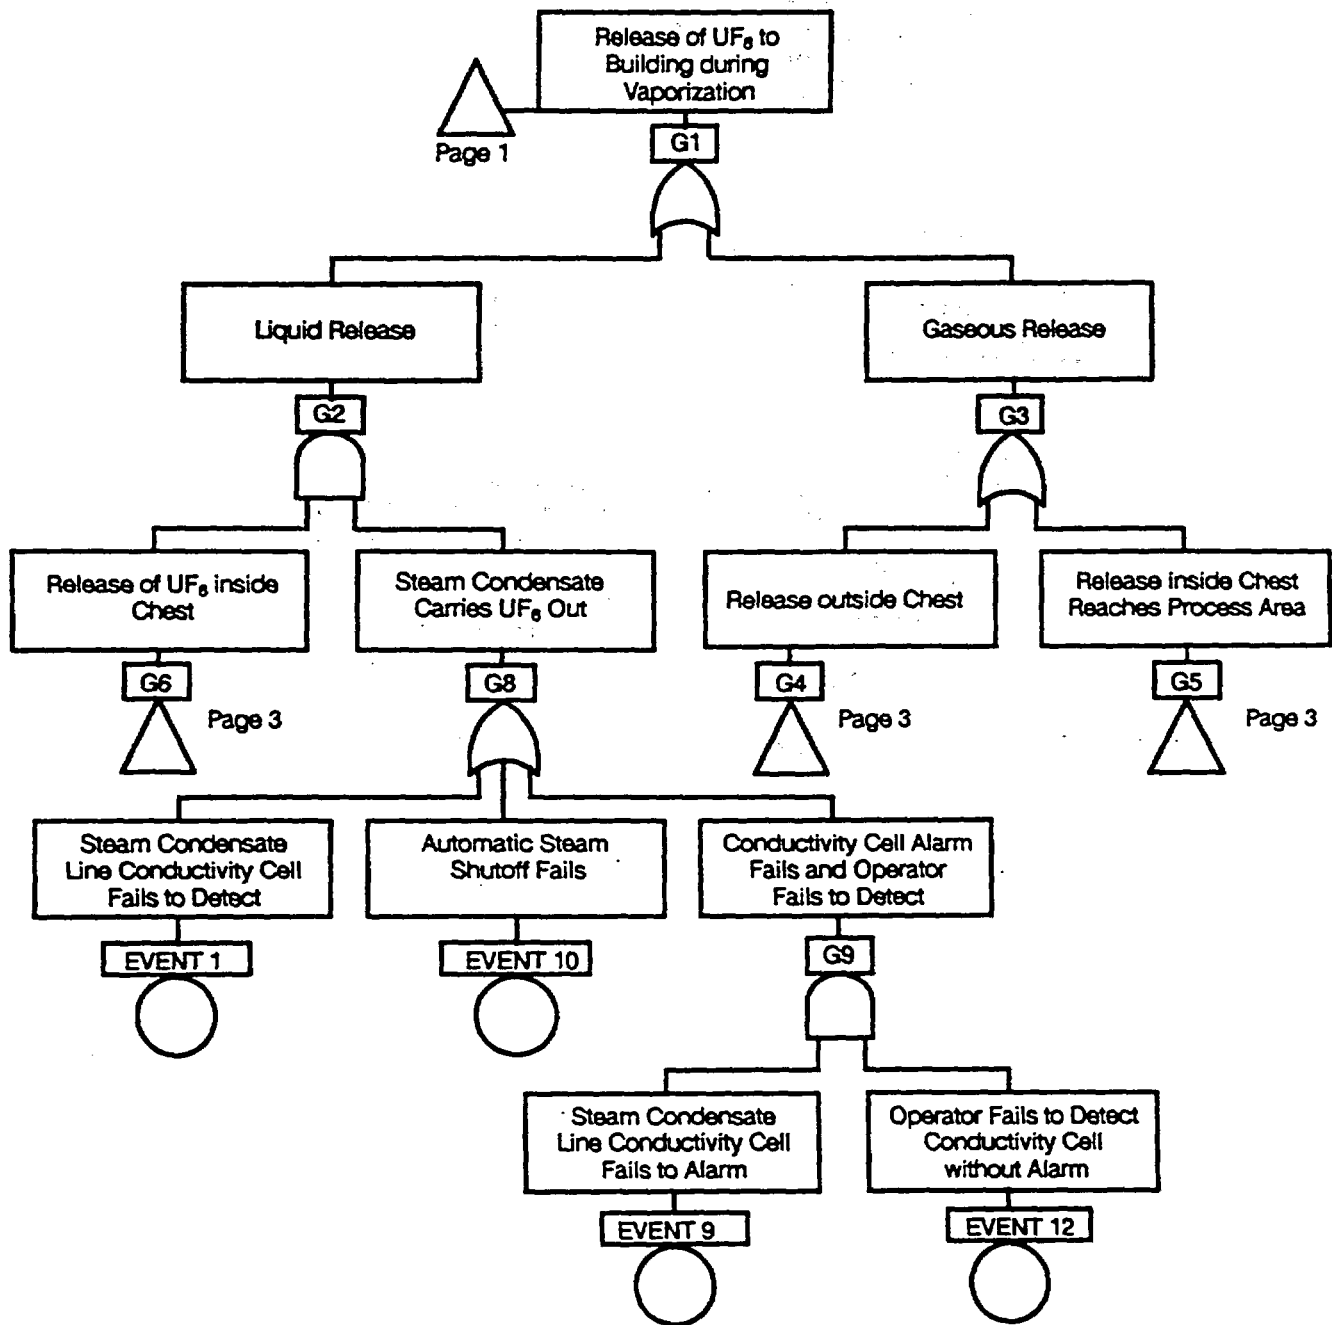 Release of UF₆ to
Building during
Vaporization
Page 1
G1
Liquid Release
Gaseous Release
G2
G3
Release of UF₆ inside
Chest
Steam Condensate
Carries UF₆ Out
Release outside Chest
Release inside Chest
Reaches Process Area
G6
Page 3
G8
G4
Page 3
G5
Page 3
Steam Condensate
Line Conductivity Cell
Fails to Detect
Automatic Steam
Shutoff Fails
Conductivity Cell Alarm
Fails and Operator
Fails to Detect
EVENT 1
EVENT 10
G9
Steam Condensate
Line Conductivity Cell
Fails to Alarm
Operator Fails to Detect
Conductivity Cell
without Alarm
EVENT 9
EVENT 12